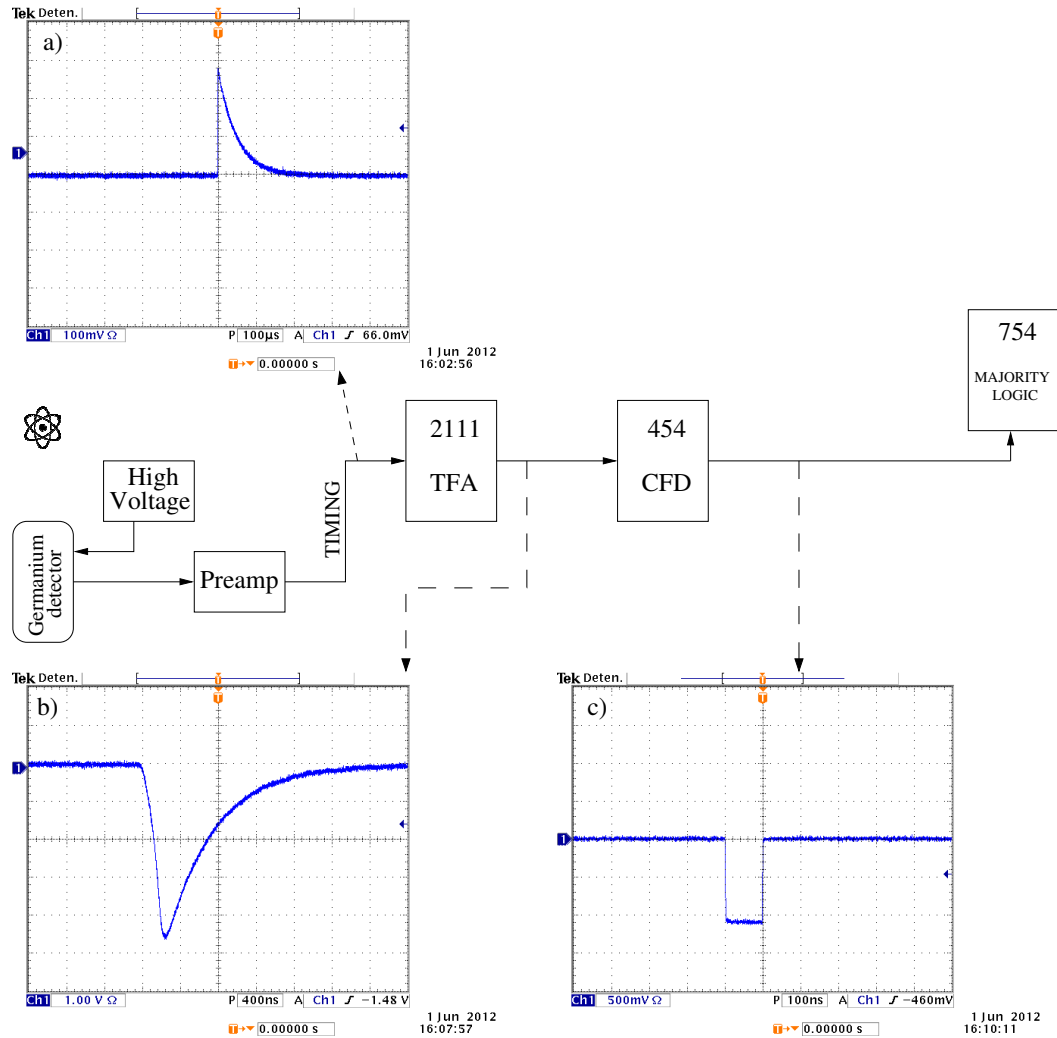 Tek Deten.
T
T
a)
1
Ch1 100mV Ω P 100µs A Ch1 ʃ 66.0mV
T→▼ 0.00000 s
1 Jun 2012
16:02:56
754
MAJORITY
LOGIC
2111
TFA
454
CFD
High
Voltage
TIMING
Germanium
detector
Preamp
Tek Deten.
T
T
b)
1
Ch1 1.00 V Ω P 400ns A Ch1 ʃ −1.48 V
T→▼ 0.00000 s
1 Jun 2012
16:07:57
Tek Deten.
T
T
c)
1
Ch1 500mV Ω P 100ns A Ch1 ʃ −460mV
T→▼ 0.00000 s
1 Jun 2012
16:10:11